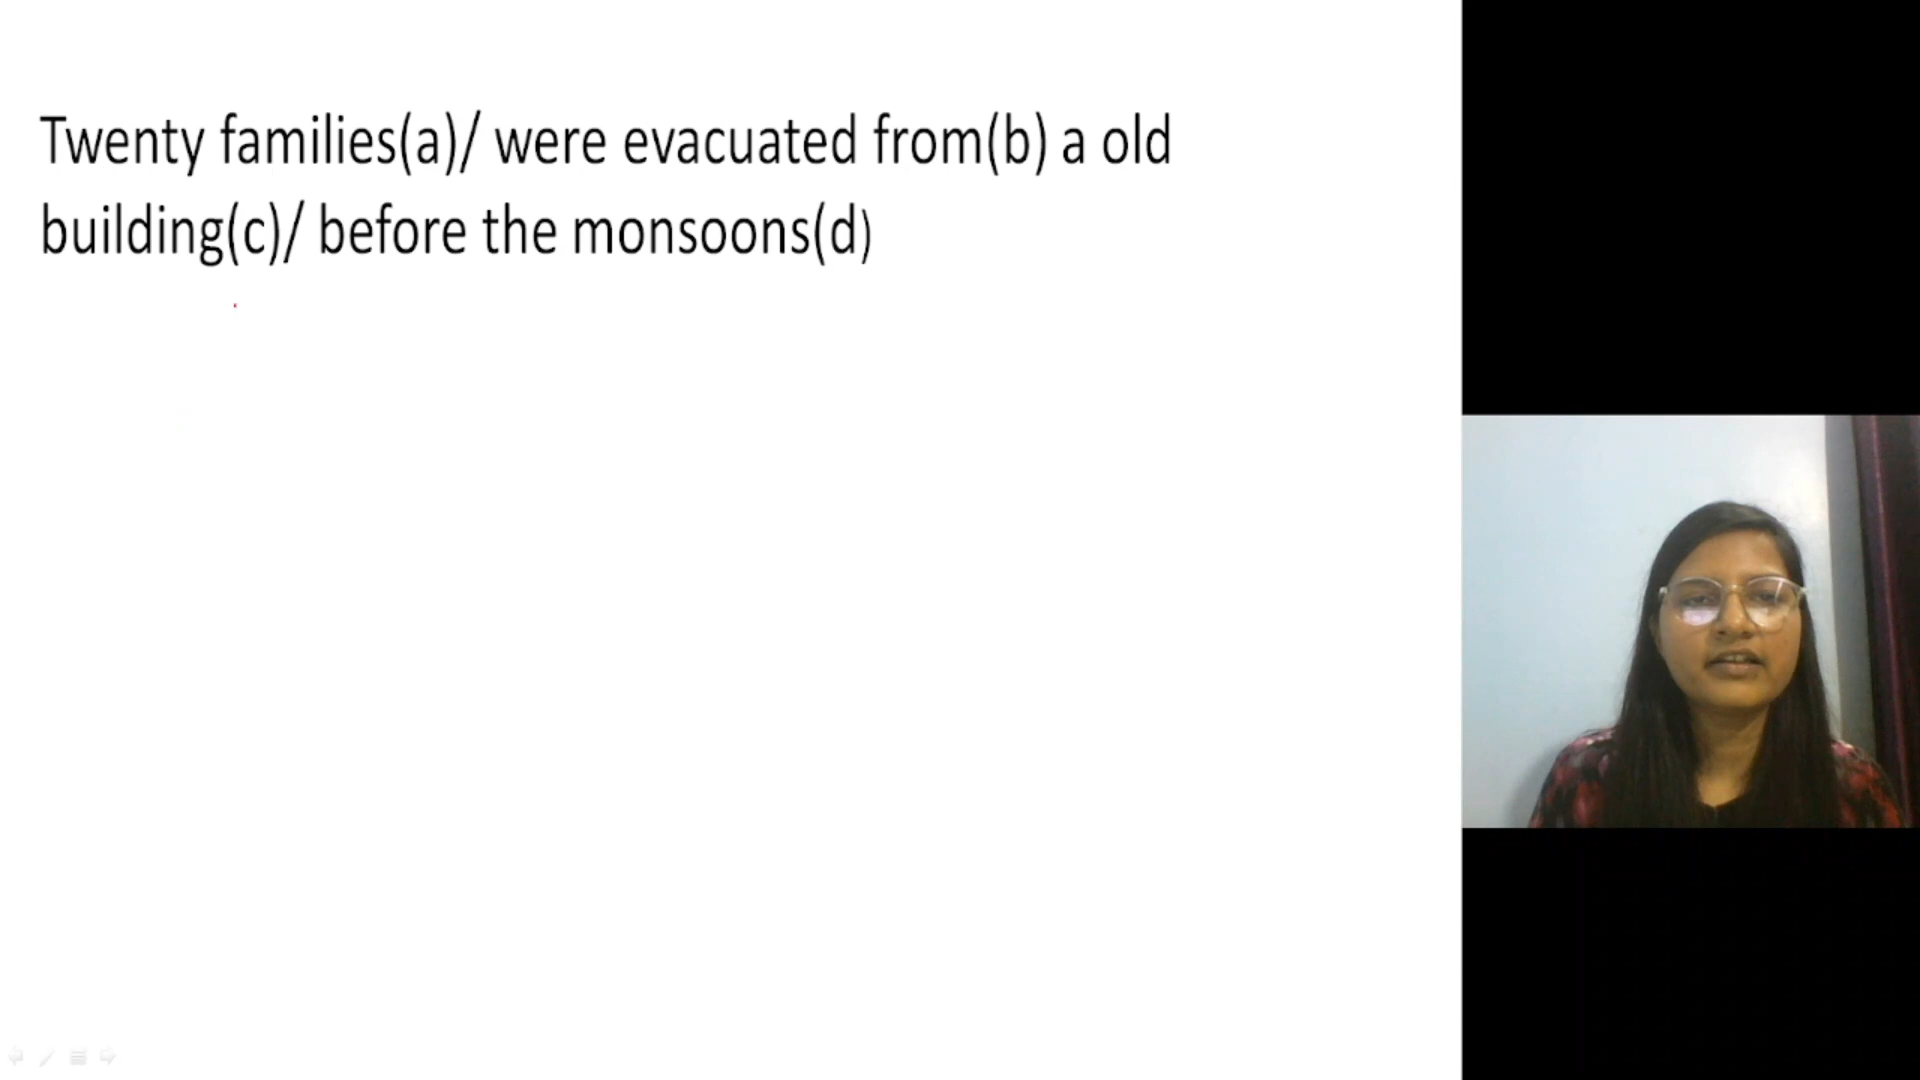 Twenty families(a)/ were evacuated from(b) a old
building(c)/ before the monsoons(d)